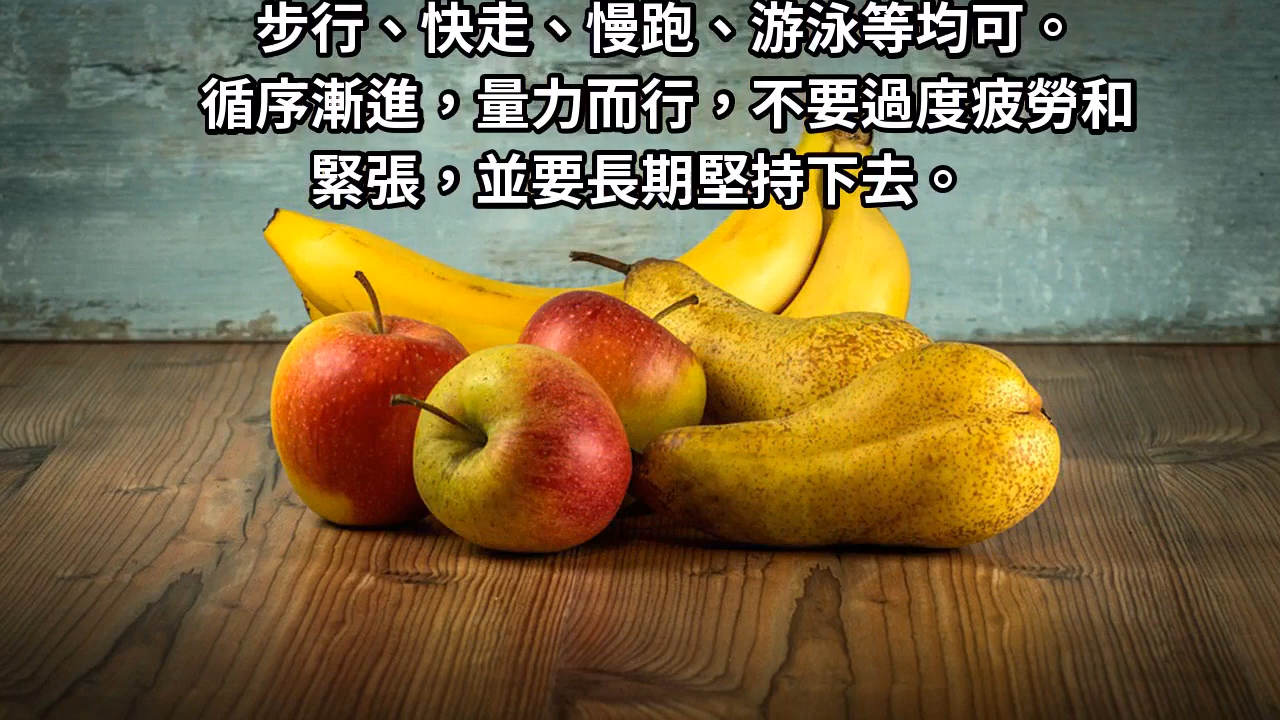 步行、快走、慢跑、游泳等均可。
循序漸進，量力而行，不要過度疲勞和
緊張，並要長期堅持下去。